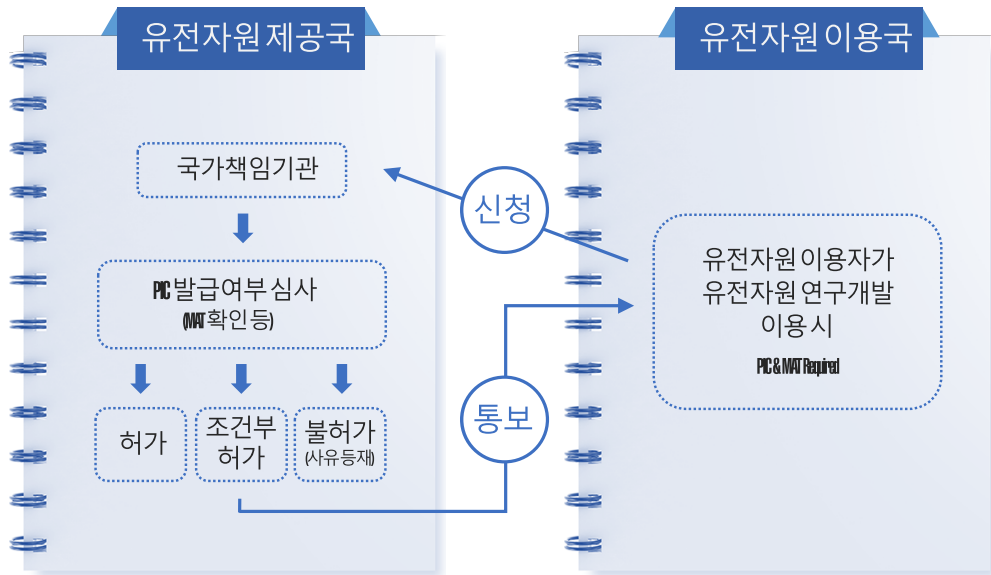 유전자원 제공국
국가책임기관
PIC 발급여부 심사
(MAT 확인 등)
허가
조건부
허가
불허가
(사유등재)
신청
통보
유전자원 이용국
유전자원 이용자가
유전자원 연구개발
이용 시
PIC & MAT Required